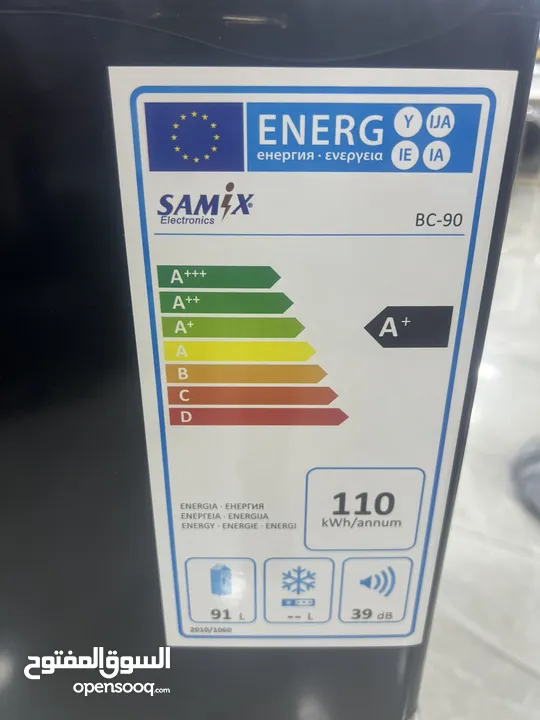 ENERG Y IJA
енергия · ενεργεια IE IA
SAMiX®
Electronics
BC-90
A+++
A++
A+
A+
A
B
C
D
ENERGIA · ЕНЕРГИЯ
ΕΝΕΡΓΕΙΑ · ENERGIJA
ENERGY · ENERGIE · ENERGI
110
kWh/annum
91 L
-- L
39 dB
2010/1060
السوق المفتوح
opensooq.com